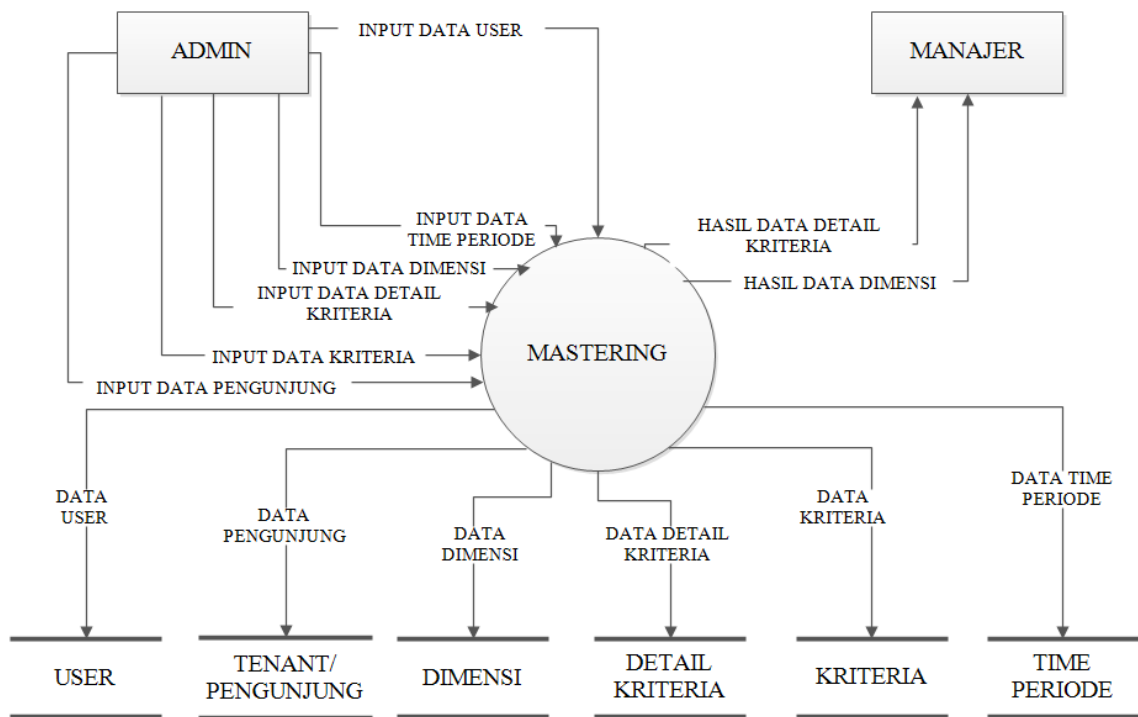 ADMIN
INPUT DATA USER
MANAJER
INPUT DATA
TIME PERIODE
HASIL DATA DETAIL
KRITERIA
INPUT DATA DIMENSI
HASIL DATA DIMENSI
INPUT DATA DETAIL
KRITERIA
MASTERING
INPUT DATA KRITERIA
INPUT DATA PENGUNJUNG
DATA
USER
DATA
PENGUNJUNG
DATA
DIMENSI
DATA DETAIL
KRITERIA
DATA
KRITERIA
DATA TIME
PERIODE
USER
TENANT/
PENGUNJUNG
DIMENSI
DETAIL
KRITERIA
KRITERIA
TIME
PERIODE